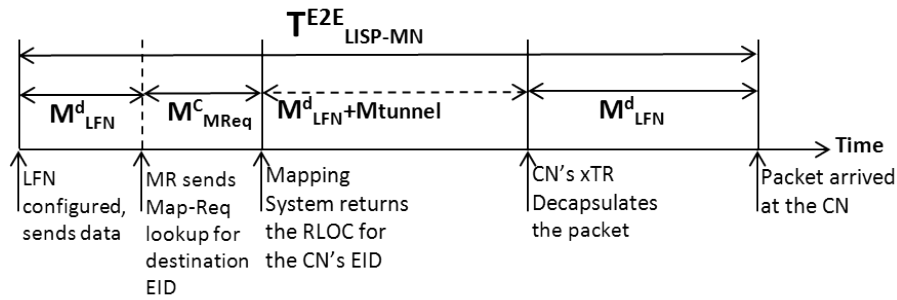 T^E2E_LISP-MN
M^d_LFN
M^C_MReq
M^d_LFN+Mtunnel
M^d_LFN
Time
LFN
configured,
sends data
MR sends
Map-Req
lookup for
destination
EID
Mapping
System returns
the RLOC for
the CN's EID
CN's xTR
Decapsulates
the packet
Packet arrived
at the CN